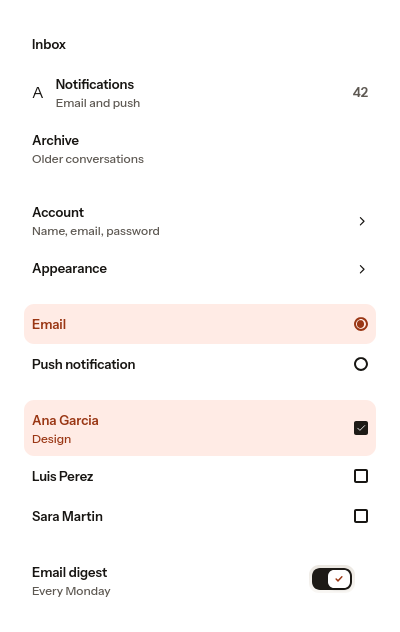 Inbox
A
Notifications
42
Email and push
Archive
Older conversations
Account
Name, email, password
Appearance
Email
Push notification
Ana Garcia
Design
Luis Perez
Sara Martin
Email digest
Every Monday